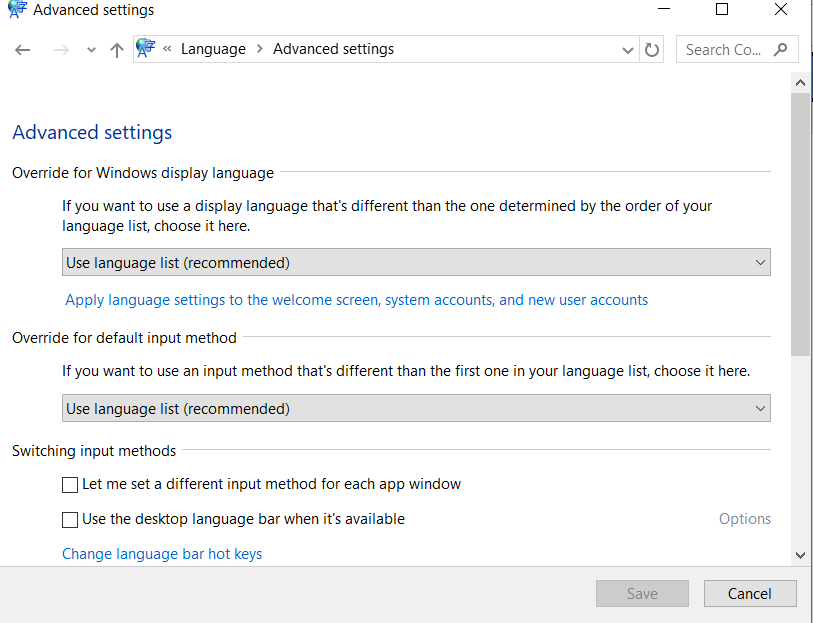 Advanced settings
« Language > Advanced settings
Search Co...
Advanced settings
Override for Windows display language
If you want to use a display language that's different than the one determined by the order of your
language list, choose it here.
Use language list (recommended)
Apply language settings to the welcome screen, system accounts, and new user accounts
Override for default input method
If you want to use an input method that's different than the first one in your language list, choose it here.
Use language list (recommended)
Switching input methods
Let me set a different input method for each app window
Use the desktop language bar when it's available
Options
Change language bar hot keys
Save
Cancel